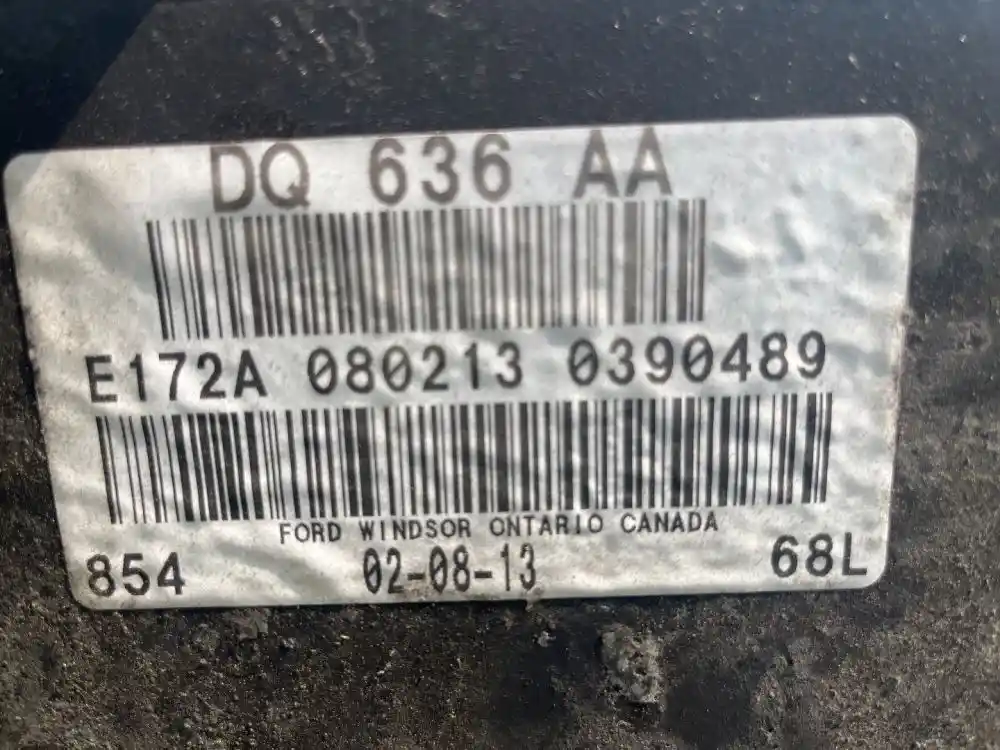 DQ 636 AA
E172A 080213 0390489
FORD WINDSOR ONTARIO CANADA
854 02-08-13 68L